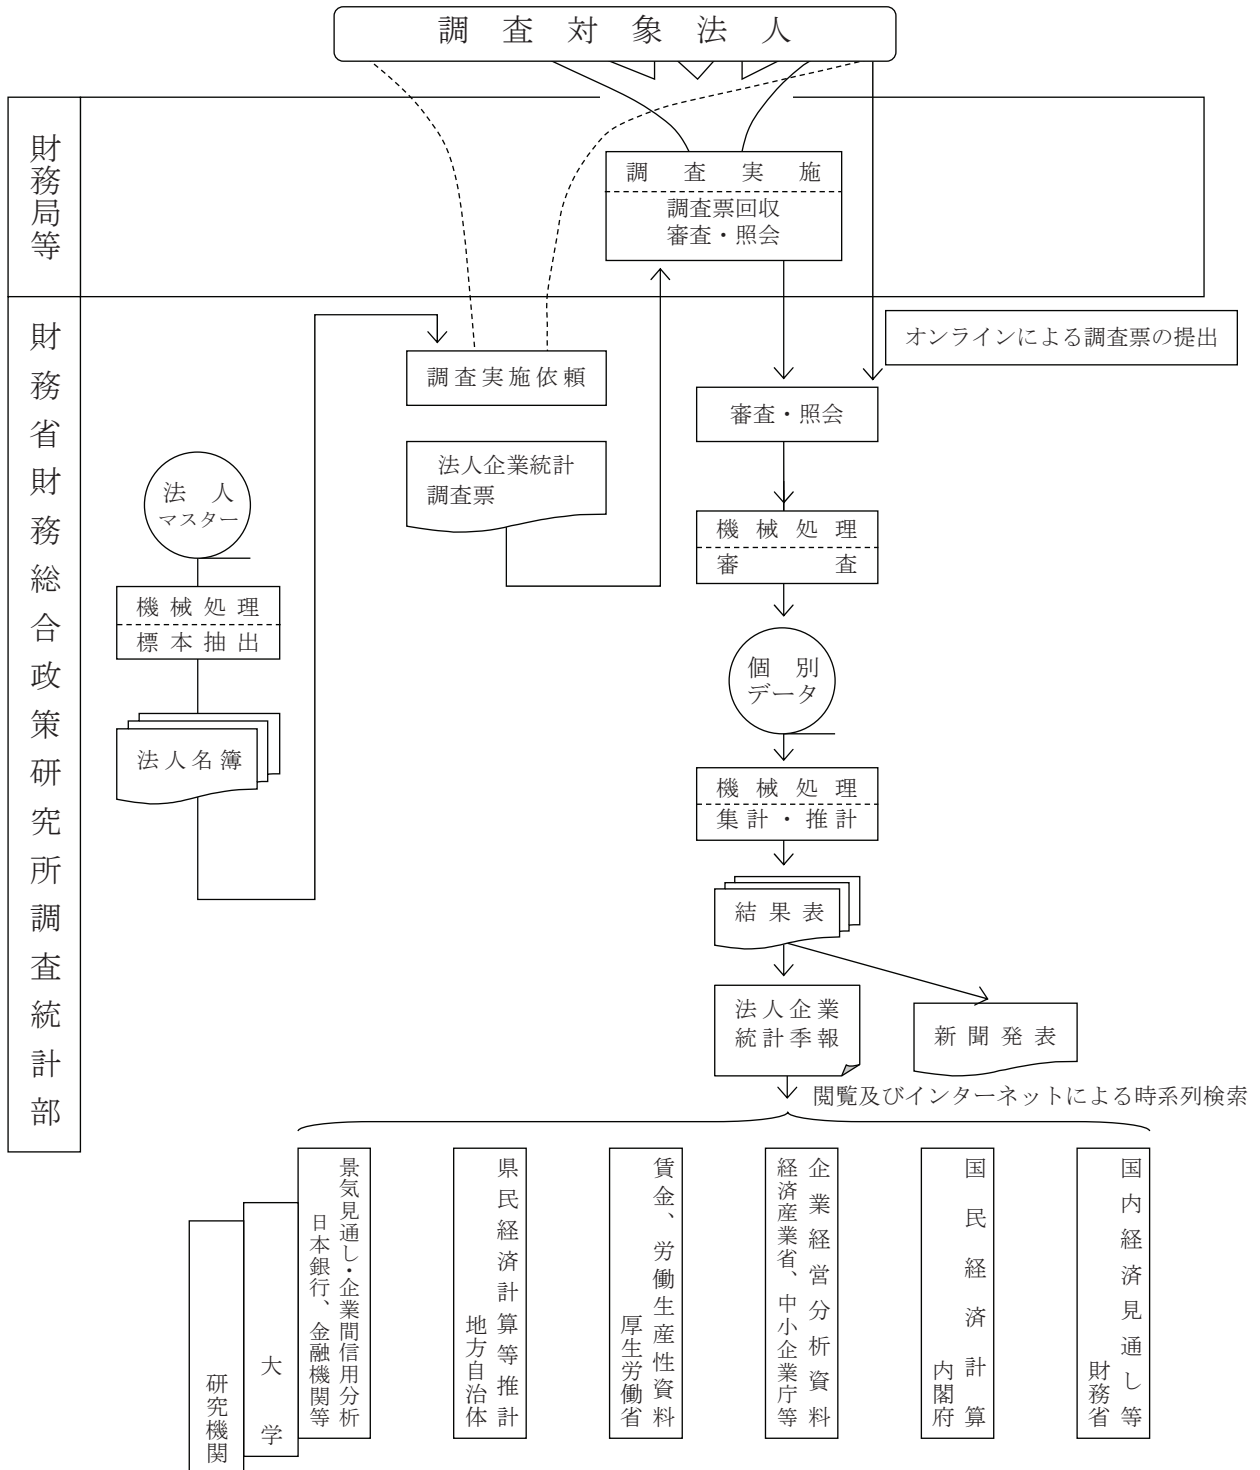 調査対象法人
財務局等
調査実施
調査票回収
審査・照会
財務省財務総合政策研究所調査統計部
オンラインによる調査票の提出
調査実施依頼
審査・照会
法人企業統計
調査票
法人
マスター
機械処理
審査
機械処理
標本抽出
個別
データ
法人名簿
機械処理
集計・推計
結果表
法人企業
統計季報
新聞発表
閲覧及びインターネットによる時系列検索
国内経済見通し等
財務省
国民経済計算
内閣府
企業経営分析資料
経済産業省、中小企業庁等
賃金、労働生産性資料
厚生労働省
県民経済計算等推計
地方自治体
景気見通し・企業間信用分析
日本銀行、金融機関等
大学
研究機関